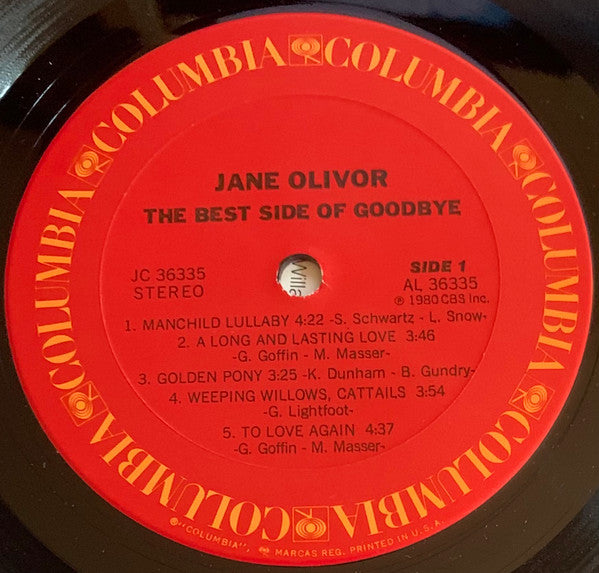 COLUMBIA COLUMBIA COLUMBIA COLUMBIA COLUMBIA COLUMBIA COLUMBIA COLUMBIA
JANE OLIVOR
THE BEST SIDE OF GOODBYE
JC 36335
STEREO
Willa
SIDE 1
AL 36335
℗ 1980 CBS Inc.
1. MANCHILD LULLABY 4:22 -S. Schwartz - L. Snow-
2. A LONG AND LASTING LOVE 3:46
-G. Goffin - M. Masser-
3. GOLDEN PONY 3:25 -K. Dunham - B. Gundry-
4. WEEPING WILLOWS, CATTAILS 3:54
-G. Lightfoot-
5. TO LOVE AGAIN 4:37
-G. Goffin - M. Masser-
"COLUMBIA", MARCAS REG. PRINTED IN U.S.A.